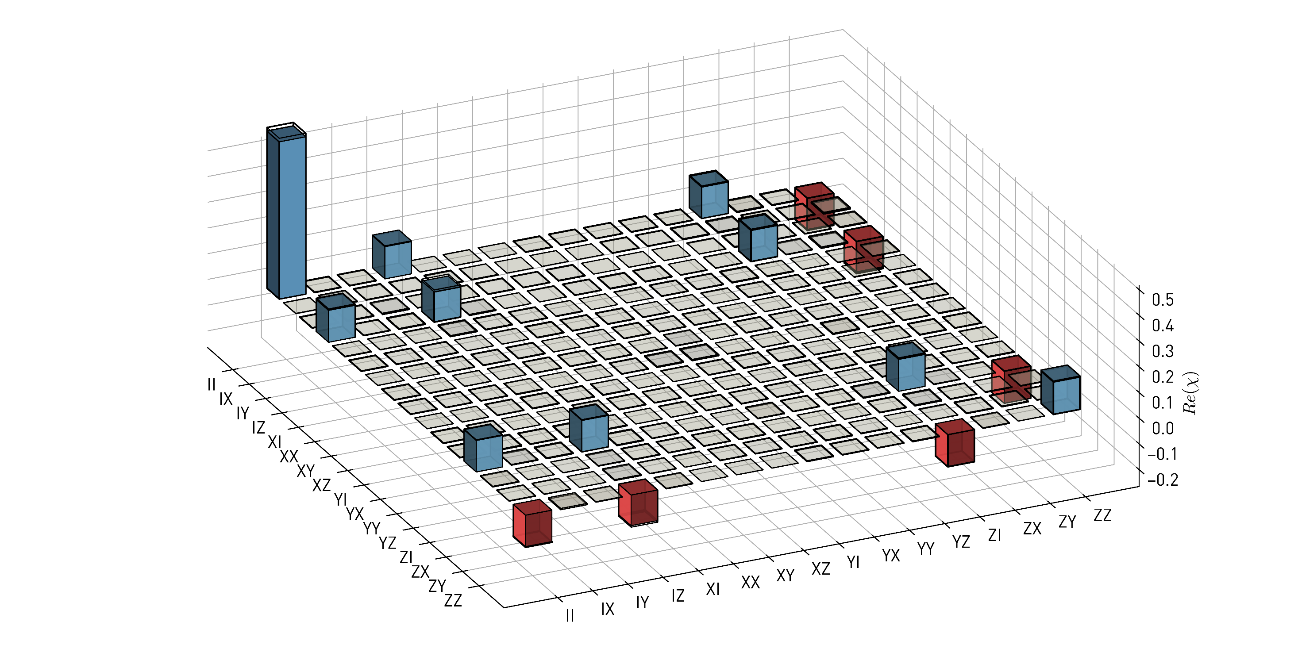 0.5
0.4
0.3
0.2
0.1
0.0
−0.1
−0.2
Re(χ)
II
IX
IY
IZ
XI
XX
XY
XZ
YI
YX
YY
YZ
ZI
ZX
ZY
ZZ
II
IX
IY
IZ
XI
XX
XY
XZ
YI
YX
YY
YZ
ZI
ZX
ZY
ZZ